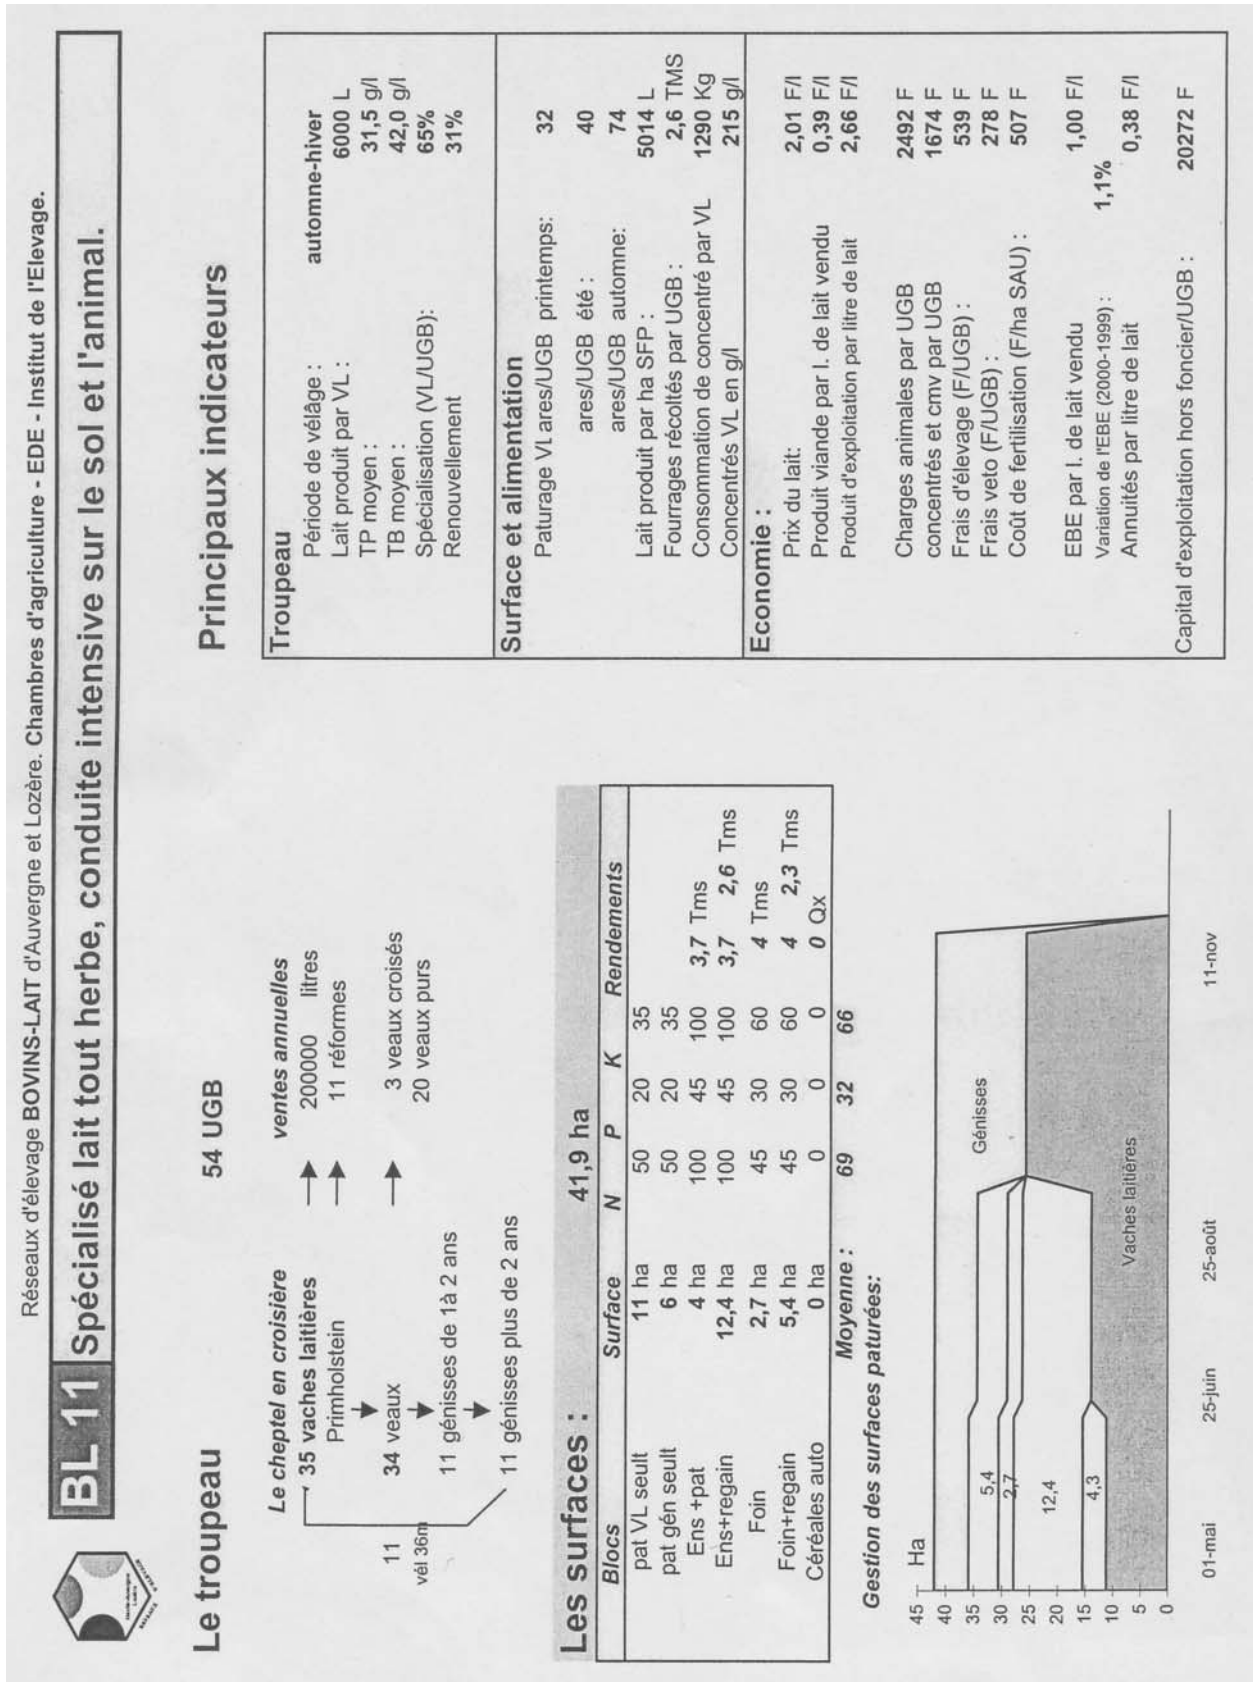 Réseaux d'élevage BOVINS-LAIT d'Auvergne et Lozère. Chambres d'agriculture - EDE - Institut de l'Elevage.
BL 11 Spécialisé lait tout herbe, conduite intensive sur le sol et l'animal.
Le troupeau 54 UGB
Le cheptel en croisière ventes annuelles
35 vaches laitières 200000 litres
Primholstein 11 réformes
34 veaux 3 veaux croisés
11 20 veaux purs
vél 36m
11 génisses de 1à 2 ans
11 génisses plus de 2 ans
Les surfaces : 41,9 ha
Blocs Surface N P K Rendements
pat VL seult 11 ha 50 20 35
pat gén seult 6 ha 50 20 35
Ens +pat 4 ha 100 45 100 3,7 Tms
Ens+regain 12,4 ha 100 45 100 3,7 2,6 Tms
Foin 2,7 ha 45 30 60 4 Tms
Foin+regain 5,4 ha 45 30 60 4 2,3 Tms
Céréales auto 0 ha 0 0 0 0 Qx
Moyenne : 69 32 66
Gestion des surfaces paturées:
Ha
45
40
35
30
25
20
15
10
5
0
5,4
2,7
12,4
4,3
Génisses
Vaches laitières
01-mai 25-juin 25-août 11-nov
Principaux indicateurs
Troupeau
Période de vélâge : automne-hiver
Lait produit par VL : 6000 L
TP moyen : 31,5 g/l
TB moyen : 42,0 g/l
Spécialisation (VL/UGB): 65%
Renouvellement 31%
Surface et alimentation
Paturage VL ares/UGB printemps: 32
ares/UGB été : 40
ares/UGB automne: 74
Lait produit par ha SFP : 5014 L
Fourrages récoltés par UGB : 2,6 TMS
Consommation de concentré par VL 1290 Kg
Concentrés VL en g/l 215 g/l
Economie :
Prix du lait: 2,01 F/l
Produit viande par l. de lait vendu 0,39 F/l
Produit d'exploitation par litre de lait 2,66 F/l
Charges animales par UGB 2492 F
concentrés et cmv par UGB 1674 F
Frais d'élevage (F/UGB) : 539 F
Frais veto (F/UGB) : 278 F
Coût de fertilisation (F/ha SAU) : 507 F
EBE par l. de lait vendu 1,00 F/l
Variation de l'EBE (2000-1999) : 1,1%
Annuités par litre de lait 0,38 F/l
Capital d'exploitation hors foncier/UGB : 20272 F